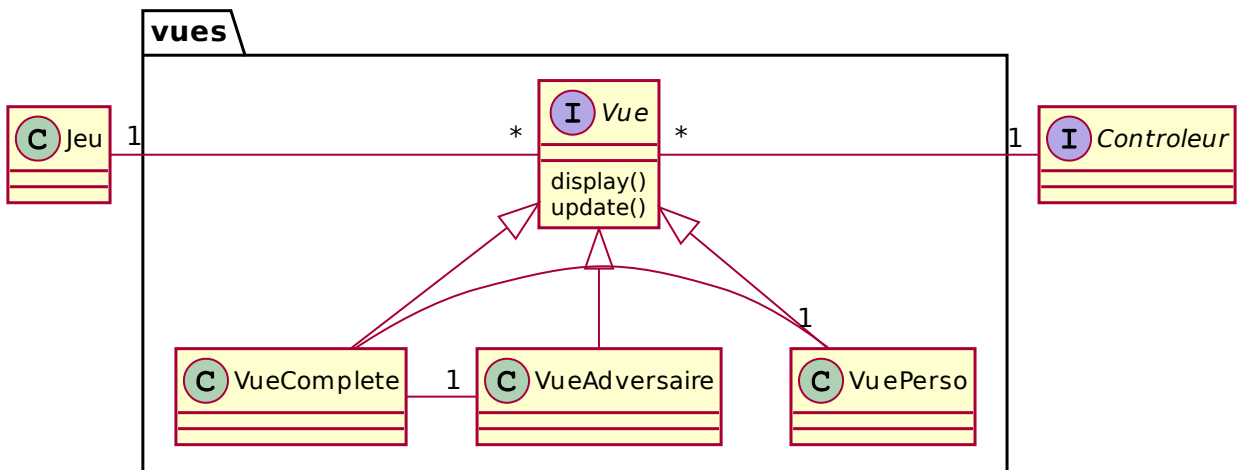 vues
C Jeu
1
*
I Vue
display()
update()
*
1
I Controleur
1
C VueComplete
1
C VueAdversaire
C VuePerso